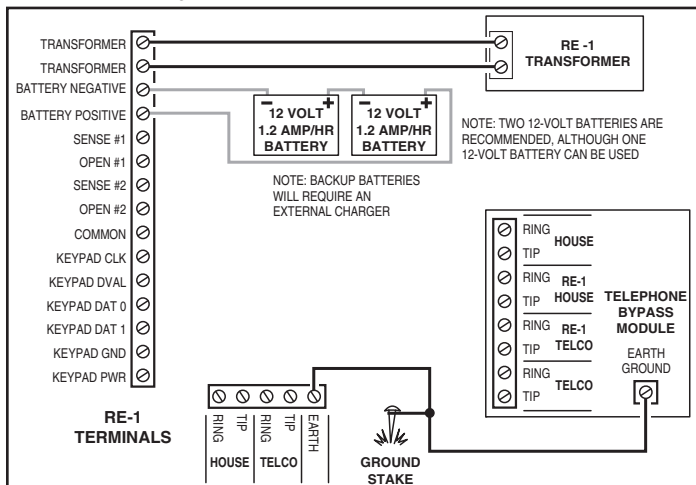 TRANSFORMER
TRANSFORMER
BATTERY NEGATIVE
BATTERY POSITIVE
SENSE #1
OPEN #1
SENSE #2
OPEN #2
COMMON
KEYPAD CLK
KEYPAD DVAL
KEYPAD DAT 0
KEYPAD DAT 1
KEYPAD GND
KEYPAD PWR
RE-1
TERMINALS
RE -1
TRANSFORMER
– +
12 VOLT
1.2 AMP/HR
BATTERY
– +
12 VOLT
1.2 AMP/HR
BATTERY
NOTE: TWO 12-VOLT BATTERIES ARE
RECOMMENDED, ALTHOUGH ONE
12-VOLT BATTERY CAN BE USED
NOTE: BACKUP BATTERIES
WILL REQUIRE AN
EXTERNAL CHARGER
RING
TIP
HOUSE
RING
TIP
RE-1
HOUSE
RING
TIP
RE-1
TELCO
RING
TIP
TELCO
TELEPHONE
BYPASS
MODULE
EARTH
GROUND
RING
TIP
RING
TIP
EARTH
HOUSE
TELCO
GROUND
STAKE